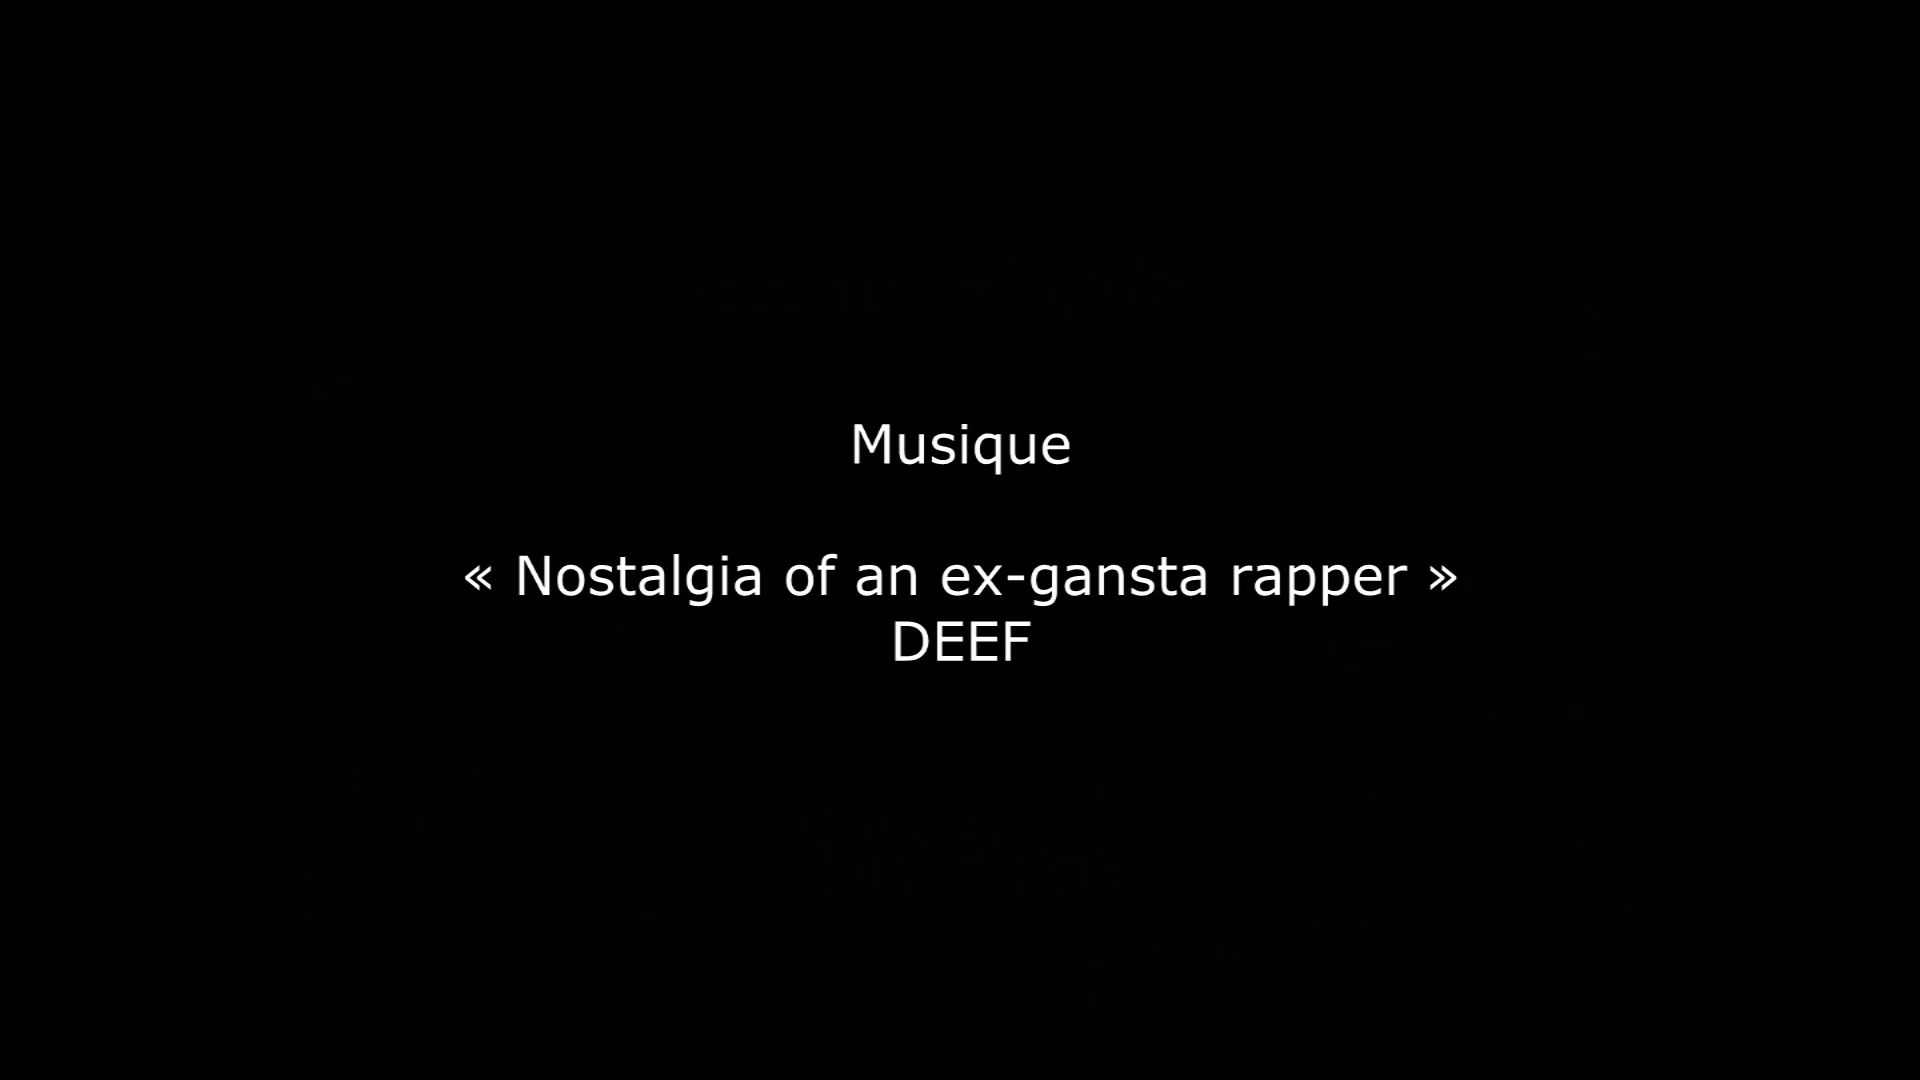 Musique
« Nostalgia of an ex-gansta rapper »
DEEF